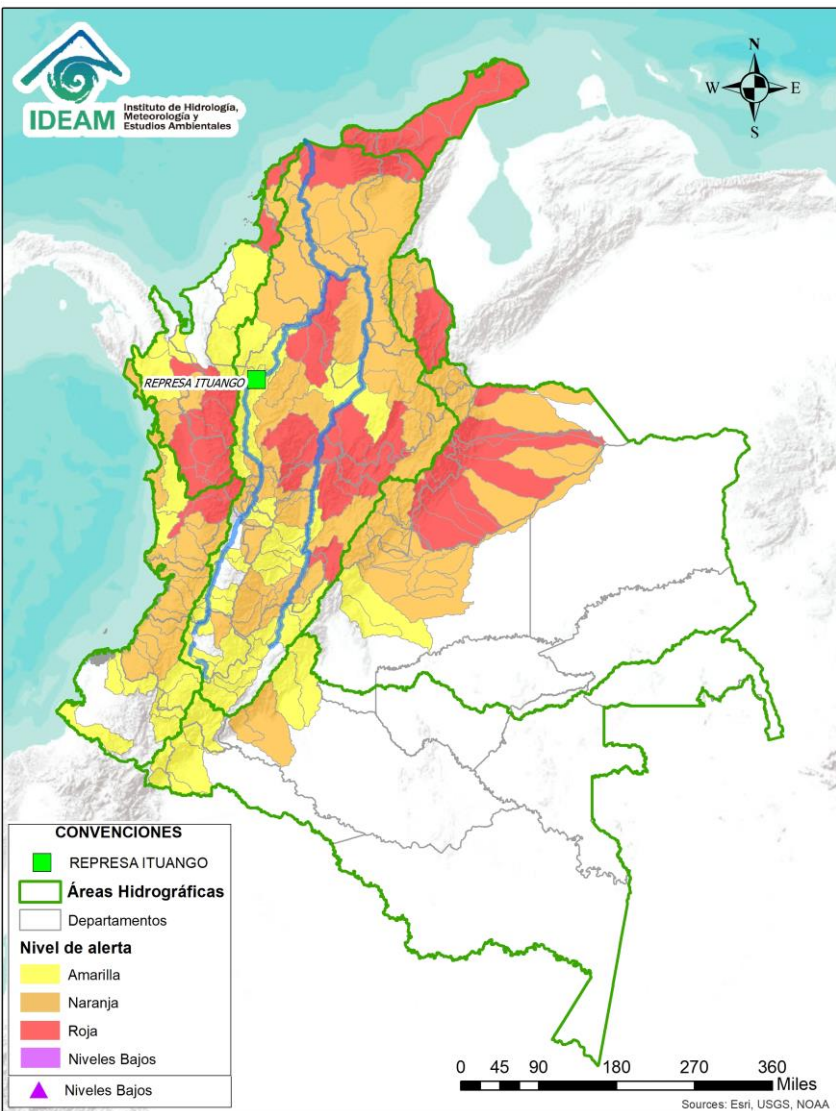 IDEAM
Instituto de Hidrología,
Meteorología y
Estudios Ambientales
N
W
E
S
REPRESA ITUANGO
CONVENCIONES
REPRESA ITUANGO
Áreas Hidrográficas
Departamentos
Nivel de alerta
Amarilla
Naranja
Roja
Niveles Bajos
Niveles Bajos
0 45 90 180 270 360
Miles
Sources: Esri, USGS, NOAA